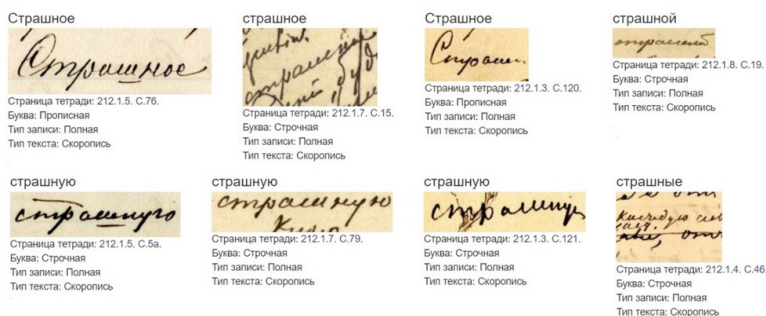 Страшное
Страшное
Страница тетради: 212.1.5. С.76.
Буква: Прописная
Тип записи: Полная
Тип текста: Скоропись
страшное
Страница тетради: 212.1.7. С.15.
Буква: Строчная
Тип записи: Полная
Тип текста: Скоропись
Страшное
Страшн.
Страница тетради: 212.1.3. С.120.
Буква: Прописная
Тип записи: Полная
Тип текста: Скоропись
страшной
страшной
Страница тетради: 212.1.8. С.19.
Буква: Строчная
Тип записи: Полная
Тип текста: Скоропись
страшную
страшную
Страница тетради: 212.1.5. С.5а.
Буква: Строчная
Тип записи: Полная
Тип текста: Скоропись
страшную
страшную
Страница тетради: 212.1.7. С.79.
Буква: Строчная
Тип записи: Полная
Тип текста: Скоропись
страшную
страшную
Страница тетради: 212.1.3. С.121.
Буква: Строчная
Тип записи: Полная
Тип текста: Скоропись
страшные
Страница тетради: 212.1.4. С.46
Буква: Строчная
Тип записи: Полная
Тип текста: Скоропись